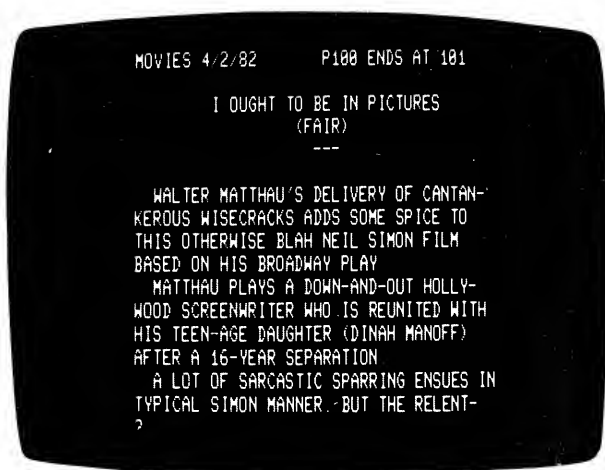 MOVIES 4/2/82 P100 ENDS AT 101
I OUGHT TO BE IN PICTURES
(FAIR)
---
WALTER MATTHAU'S DELIVERY OF CANTAN-
KEROUS WISECRACKS ADDS SOME SPICE TO
THIS OTHERWISE BLAH NEIL SIMON FILM
BASED ON HIS BROADWAY PLAY
MATTHAU PLAYS A DOWN-AND-OUT HOLLY-
WOOD SCREENWRITER WHO IS REUNITED WITH
HIS TEEN-AGE DAUGHTER (DINAH MANOFF)
AFTER A 16-YEAR SEPARATION
A LOT OF SARCASTIC SPARRING ENSUES IN
TYPICAL SIMON MANNER. BUT THE RELENT-
?